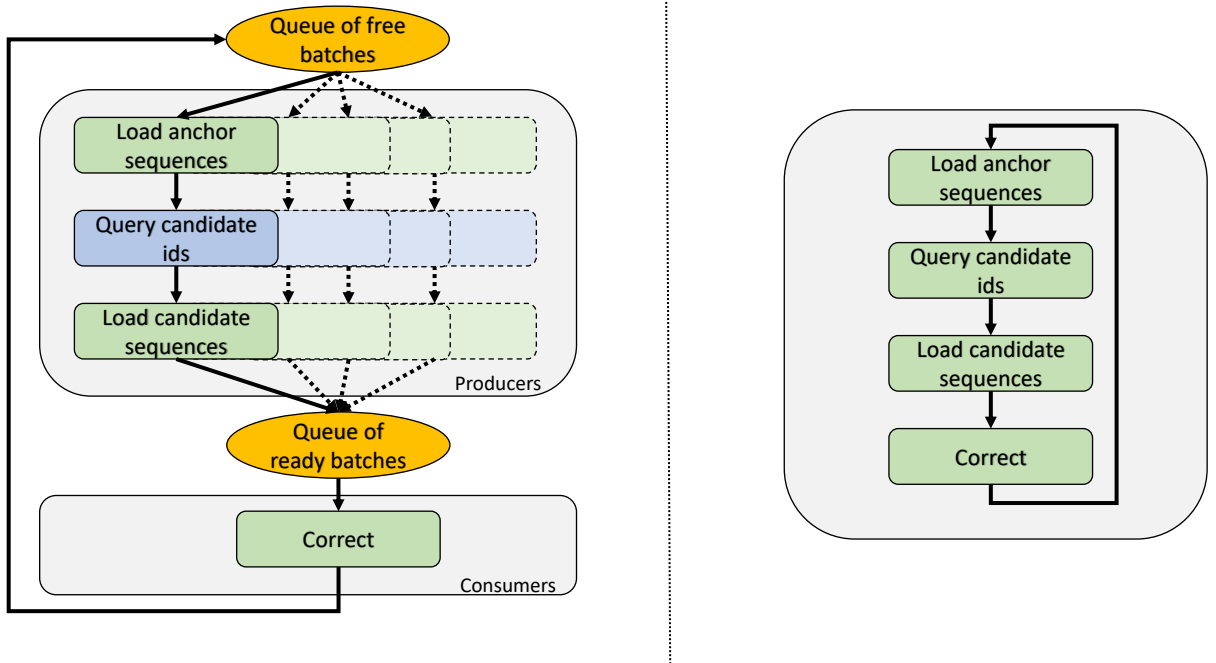 Queue of free
batches
Load anchor
sequences
Query candidate
ids
Load candidate
sequences
Producers
Queue of
ready batches
Correct
Consumers
Load anchor
sequences
Query candidate
ids
Load candidate
sequences
Correct